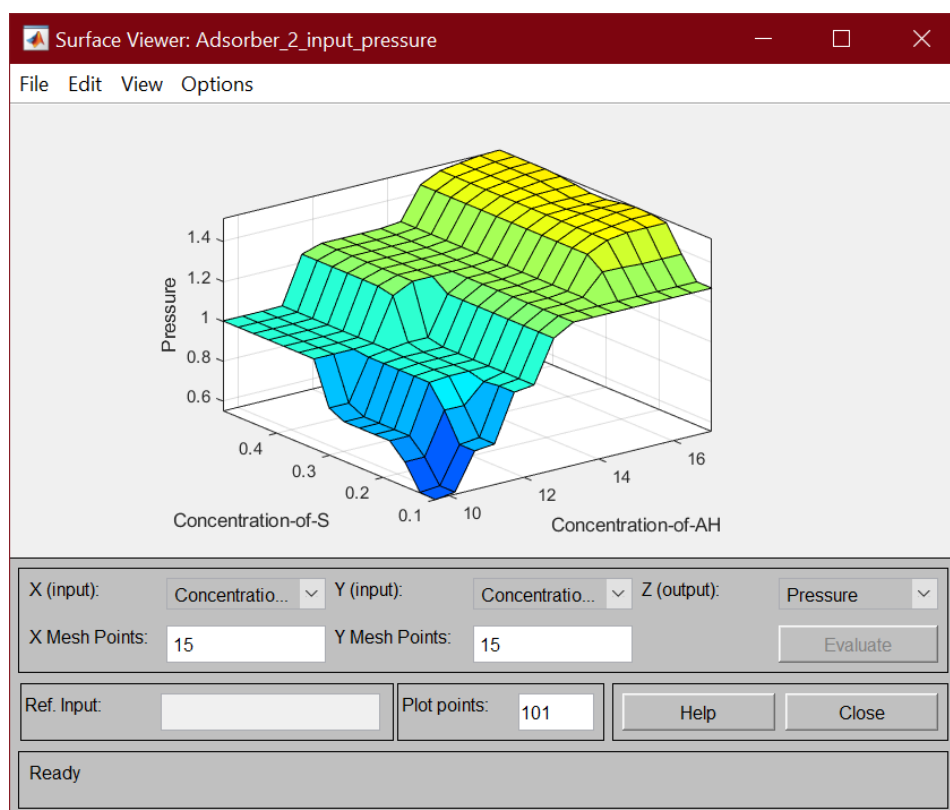 Surface Viewer: Adsorber_2_input_pressure
File Edit View Options
1.4
1.2
1
0.8
0.6
Pressure
0.4
0.3
0.2
0.1
Concentration-of-S
10
12
14
16
Concentration-of-AH
X (input): Concentratio... Y (input): Concentratio... Z (output): Pressure
X Mesh Points: 15 Y Mesh Points: 15 Evaluate
Ref. Input: Plot points: 101 Help Close
Ready